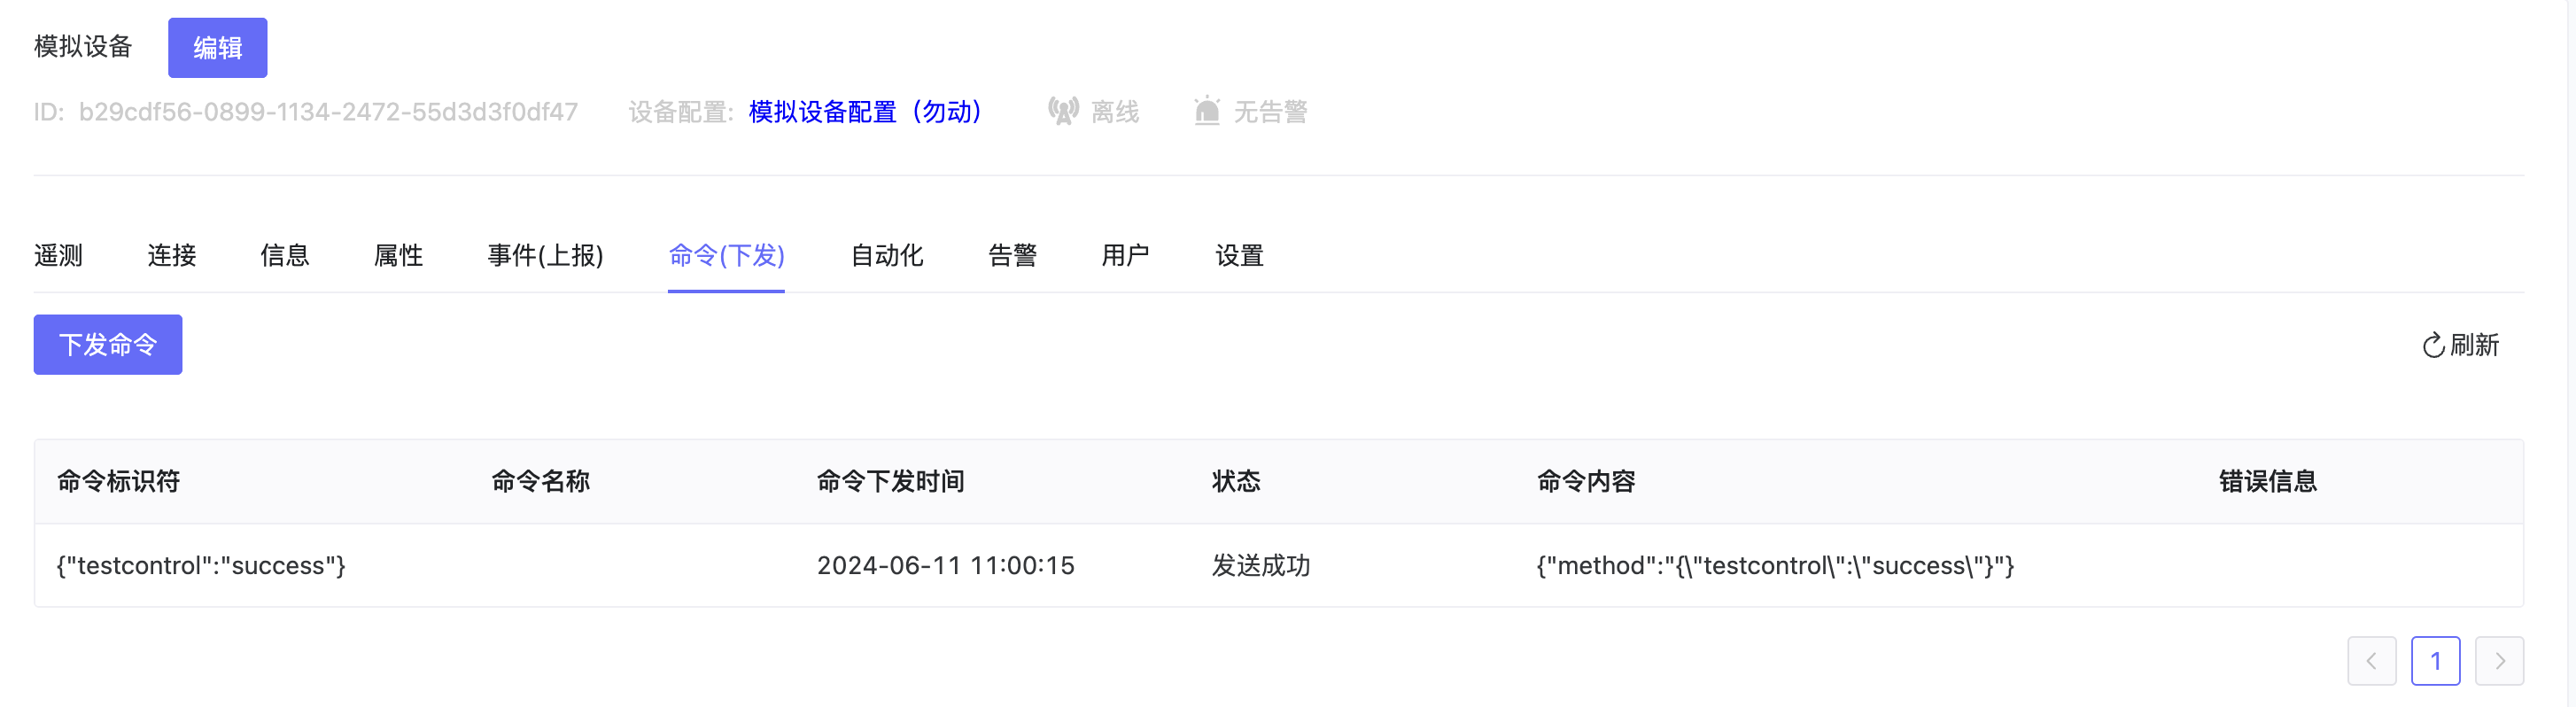 模拟设备 编辑
ID: b29cdf56-0899-1134-2472-55d3d3f0df47 设备配置: 模拟设备配置（勿动） 离线 无告警
遥测 连接 信息 属性 事件(上报) 命令(下发) 自动化 告警 用户 设置
下发命令 刷新
命令标识符 命令名称 命令下发时间 状态 命令内容 错误信息
{"testcontrol":"success"} 2024-06-11 11:00:15 发送成功 {"method":"{\"testcontrol\":\"success\"}"}
1